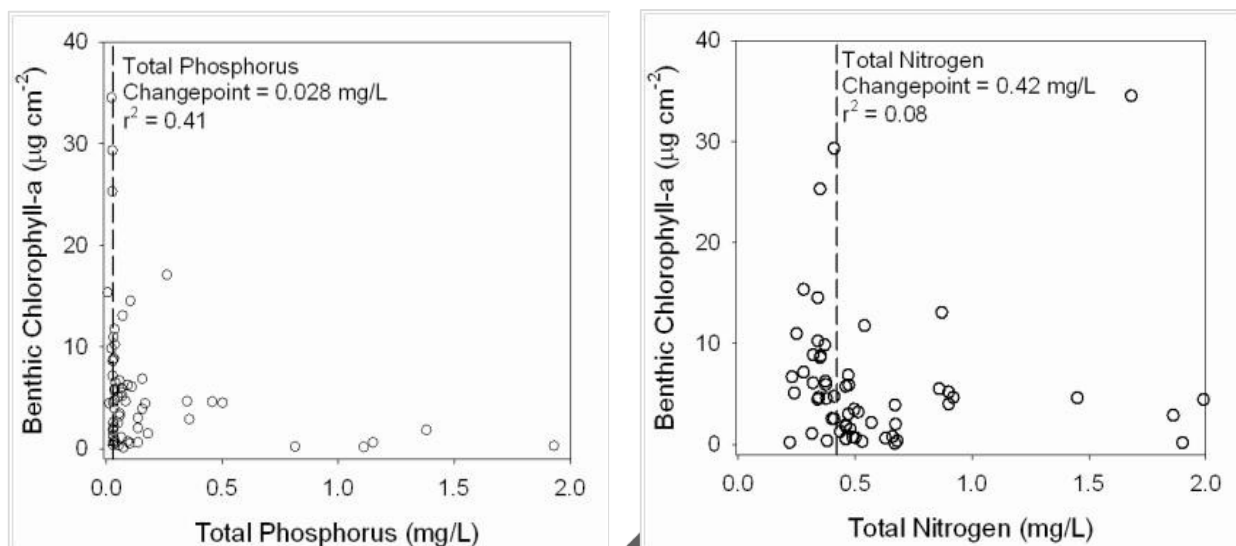 40
30
20
10
0
Benthic Chlorophyll-a (µg cm⁻²)
Total Phosphorus
Changepoint = 0.028 mg/L
r² = 0.41
0.0 0.5 1.0 1.5 2.0
Total Phosphorus (mg/L)
40
30
20
10
0
Benthic Chlorophyll-a (µg cm⁻²)
Total Nitrogen
Changepoint = 0.42 mg/L
r² = 0.08
0.0 0.5 1.0 1.5 2.0
Total Nitrogen (mg/L)